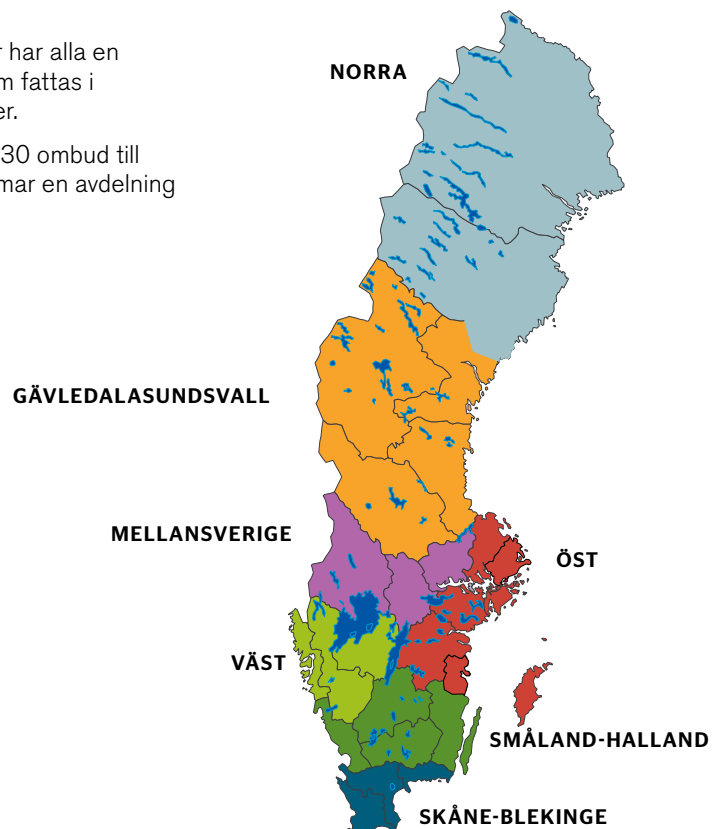 r har alla en
m fattas i
er.
30 ombud till
mar en avdelning
NORRA
GÄVLEDALASUNDSVALL
MELLANSVERIGE
ÖST
VÄST
SMÅLAND-HALLAND
SKÅNE-BLEKINGE